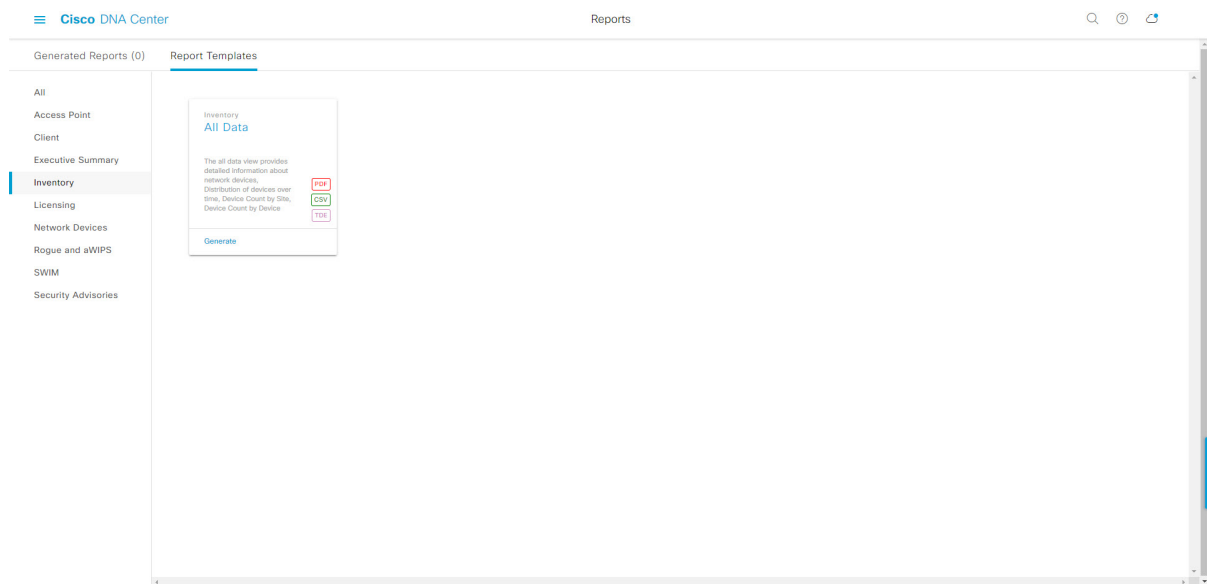 Cisco DNA Center
Reports
Generated Reports (0)
Report Templates
All
Access Point
Client
Executive Summary
Inventory
Licensing
Network Devices
Rogue and aWIPS
SWIM
Security Advisories
Inventory
All Data
The all data view provides
detailed information about
network devices,
Distribution of devices over
time, Device Count by Site,
Device Count by Device
PDF
CSV
TDE
Generate